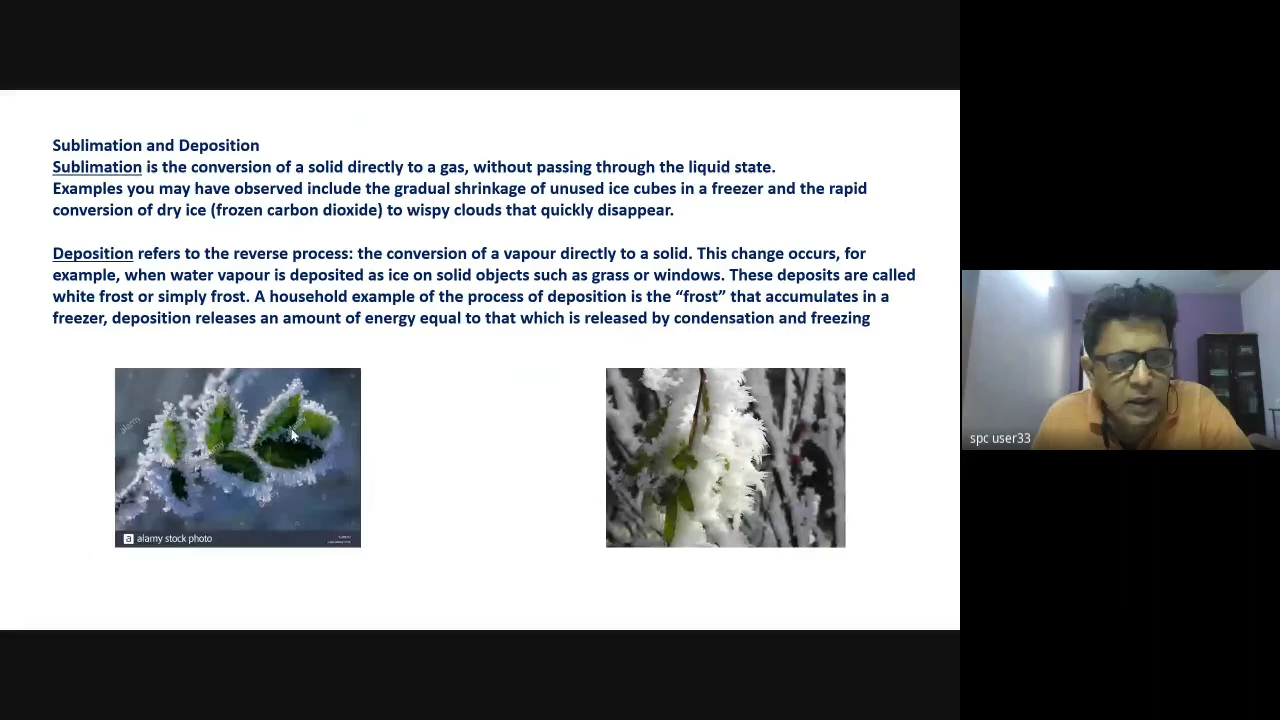 Sublimation and Deposition
Sublimation is the conversion of a solid directly to a gas, without passing through the liquid state.
Examples you may have observed include the gradual shrinkage of unused ice cubes in a freezer and the rapid
conversion of dry ice (frozen carbon dioxide) to wispy clouds that quickly disappear.
Deposition refers to the reverse process: the conversion of a vapour directly to a solid. This change occurs, for
example, when water vapour is deposited as ice on solid objects such as grass or windows. These deposits are called
white frost or simply frost. A household example of the process of deposition is the “frost” that accumulates in a
freezer, deposition releases an amount of energy equal to that which is released by condensation and freezing
alamy
alamy
alamy
a alamy stock photo
spc user33